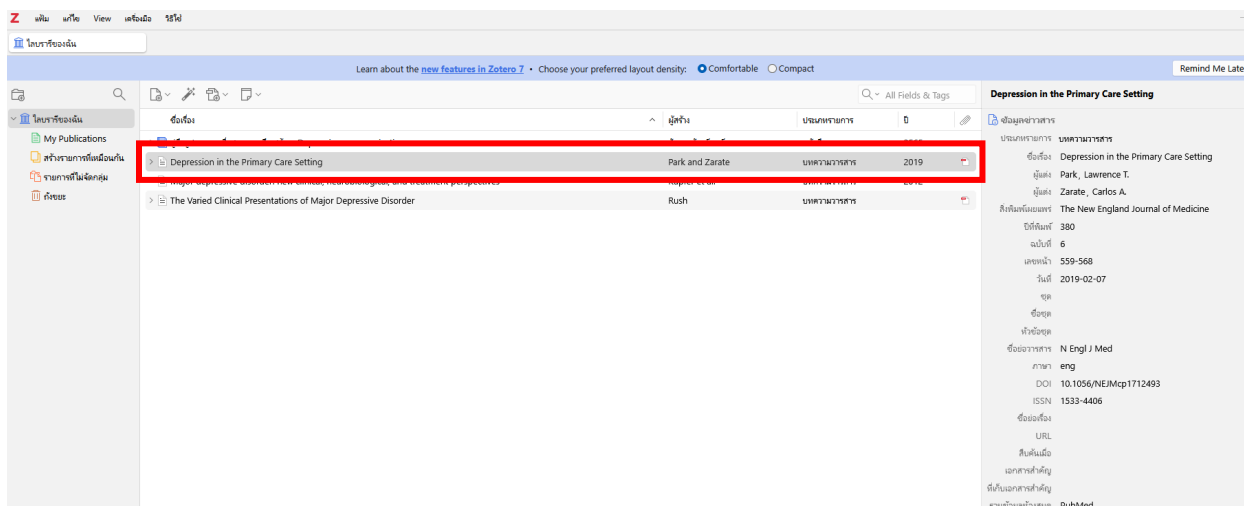 Z แฟ้ม แก้ไข View เครื่องมือ วิธีใช้
ไลบรารีของฉัน
Learn about the new features in Zotero 7 • Choose your preferred layout density: Comfortable Compact Remind Me Late
All Fields & Tags
Depression in the Primary Care Setting
ไลบรารีของฉัน
My Publications
สร้างรายการที่เหมือนกัน
รายการที่ไม่จัดกลุ่ม
ถังขยะ
ชื่อเรื่อง ผู้สร้าง ประเภทรายการ ปี
Depression in the Primary Care Setting Park and Zarate บทความวารสาร 2019
Major depressive disorder: new clinical, neurobiological, and treatment perspectives Kupfer et al. บทความวารสาร 2012
The Varied Clinical Presentations of Major Depressive Disorder Rush บทความวารสาร
ข้อมูลข่าวสาร
ประเภทรายการ บทความวารสาร
ชื่อเรื่อง Depression in the Primary Care Setting
ผู้แต่ง Park, Lawrence T.
ผู้แต่ง Zarate, Carlos A.
สิ่งพิมพ์เผยแพร่ The New England Journal of Medicine
ปีที่พิมพ์ 380
ฉบับที่ 6
เลขหน้า 559-568
วันที่ 2019-02-07
ชุด
ชื่อชุด
หัวข้อชุด
ชื่อย่อวารสาร N Engl J Med
ภาษา eng
DOI 10.1056/NEJMcp1712493
ISSN 1533-4406
ชื่อย่อเรื่อง
URL
สืบค้นเมื่อ
เอกสารสำคัญ
ที่เก็บเอกสารสำคัญ
PubMed